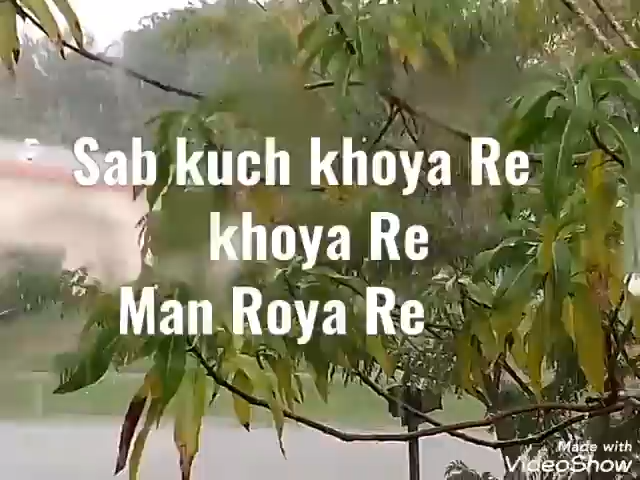 Sab kuch khoya Re
khoya Re
Man Roya Re
Made with
VideoShow